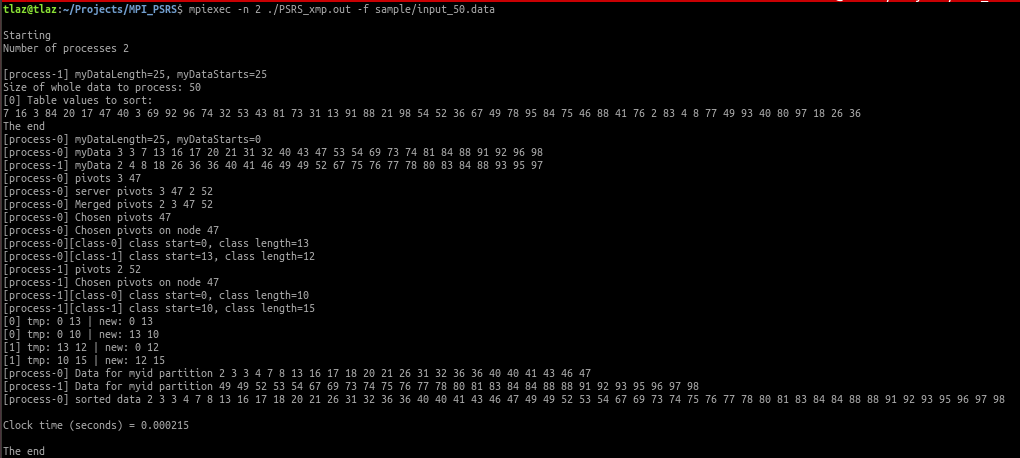 tlaz@tlaz:~/Projects/MPI_PSRS$ mpiexec -n 2 ./PSRS_xmp.out -f sample/input_50.data
Starting
Number of processes 2
[process-1] myDataLength=25, myDataStarts=25
Size of whole data to process: 50
[0] Table values to sort:
7 16 3 84 20 17 47 40 3 69 92 96 74 32 53 43 81 73 31 13 91 88 21 98 54 52 36 67 49 78 95 84 75 46 88 41 76 2 83 4 8 77 49 93 40 80 97 18 26 36
The end
[process-0] myDataLength=25, myDataStarts=0
[process-0] myData 3 3 7 13 16 17 20 21 31 32 40 43 47 53 54 69 73 74 81 84 88 91 92 96 98
[process-1] myData 2 4 8 18 26 36 36 40 41 46 49 49 52 67 75 76 77 78 80 83 84 88 93 95 97
[process-0] pivots 3 47
[process-0] server pivots 3 47 2 52
[process-0] Merged pivots 2 3 47 52
[process-0] Chosen pivots 47
[process-0] Chosen pivots on node 47
[process-0][class-0] class start=0, class length=13
[process-0][class-1] class start=13, class length=12
[process-1] pivots 2 52
[process-1] Chosen pivots on node 47
[process-1][class-0] class start=0, class length=10
[process-1][class-1] class start=10, class length=15
[0] tmp: 0 13 | new: 0 13
[0] tmp: 0 10 | new: 13 10
[1] tmp: 13 12 | new: 0 12
[1] tmp: 10 15 | new: 12 15
[process-0] Data for myid partition 2 3 3 4 7 8 13 16 17 18 20 21 26 31 32 36 36 40 40 41 43 46 47
[process-1] Data for myid partition 49 49 52 53 54 67 69 73 74 75 76 77 78 80 81 83 84 84 88 88 91 92 93 95 96 97 98
[process-0] sorted data 2 3 3 4 7 8 13 16 17 18 20 21 26 31 32 36 36 40 40 41 43 46 47 49 49 52 53 54 67 69 73 74 75 76 77 78 80 81 83 84 84 88 88 91 92 93 95 96 97 98
Clock time (seconds) = 0.000215
The end